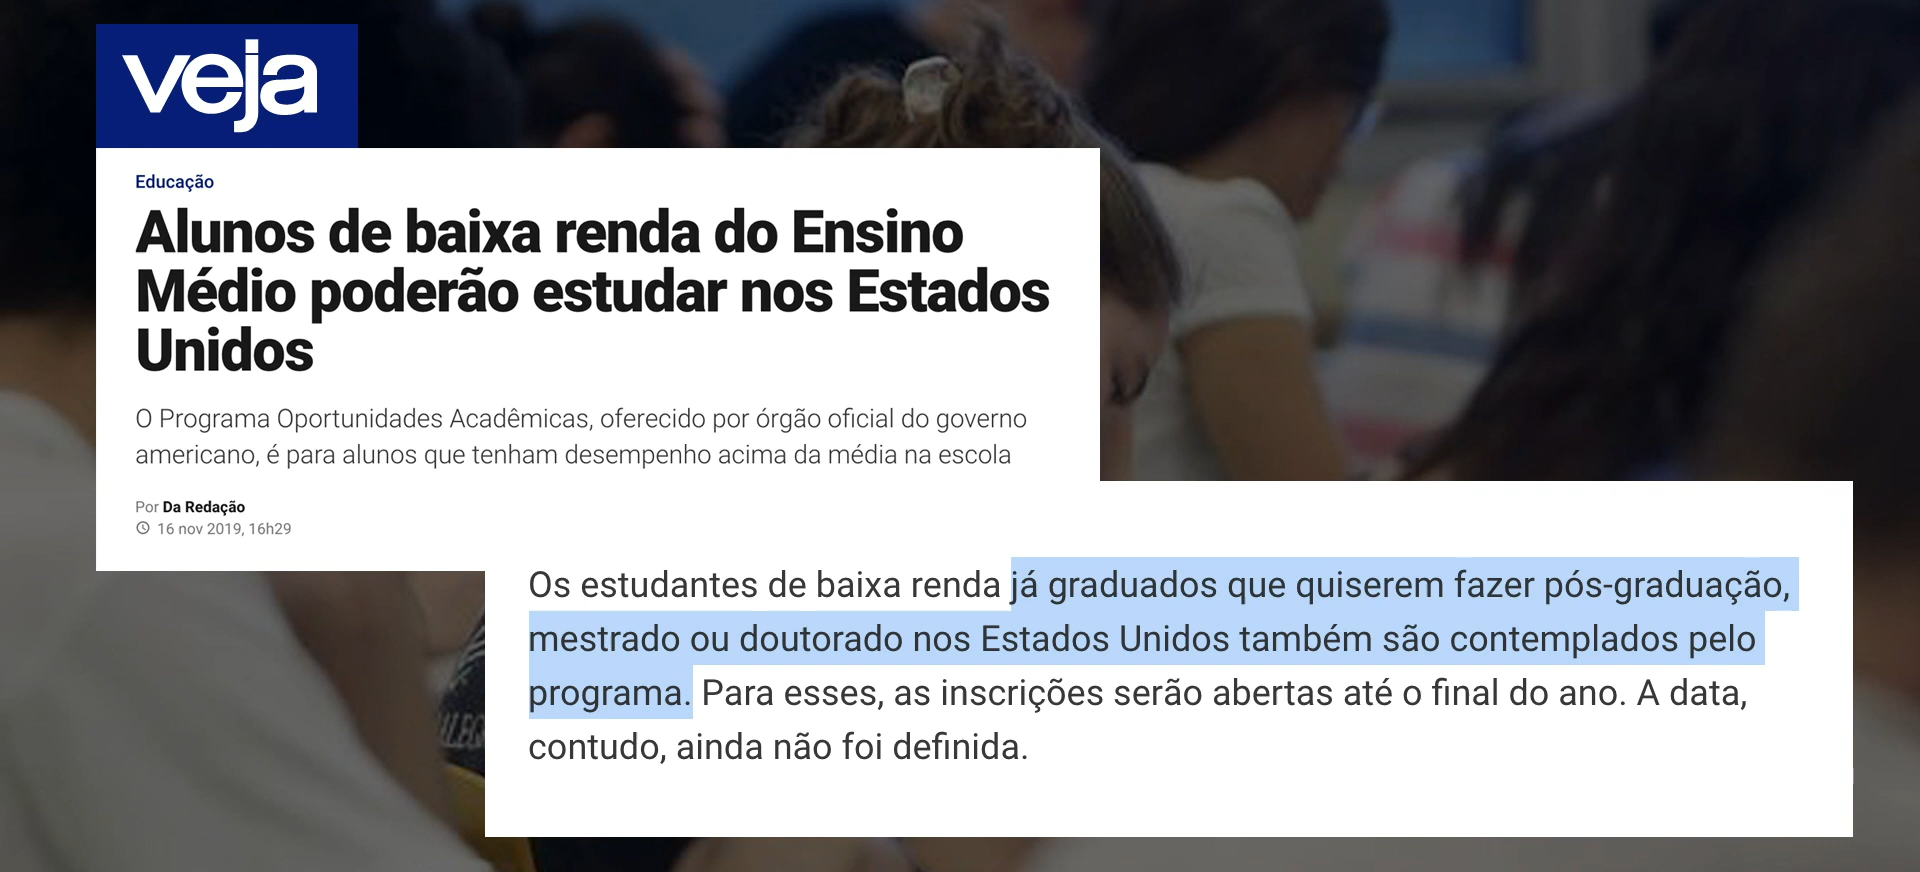 veja
Educação
Alunos de baixa renda do Ensino
Médio poderão estudar nos Estados
Unidos
O Programa Oportunidades Acadêmicas, oferecido por órgão oficial do governo
americano, é para alunos que tenham desempenho acima da média na escola
Por Da Redação
16 nov 2019, 16h29
Os estudantes de baixa renda já graduados que quiserem fazer pós-graduação,
mestrado ou doutorado nos Estados Unidos também são contemplados pelo
programa. Para esses, as inscrições serão abertas até o final do ano. A data,
contudo, ainda não foi definida.